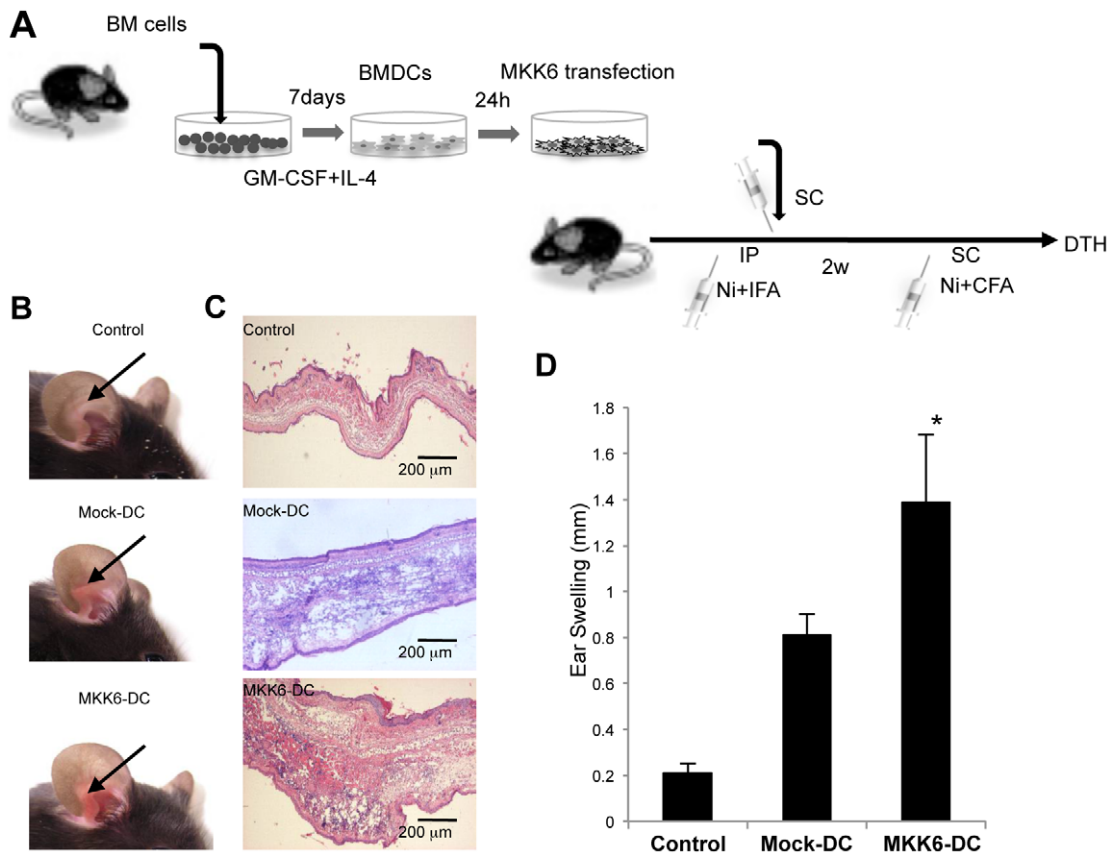 A
BM cells
BMDCs
MKK6 transfection
7days
24h
GM-CSF+IL-4
SC
DTH
IP
2w
SC
Ni+IFA
Ni+CFA
B
Control
Mock-DC
MKK6-DC
C
Control
200 μm
Mock-DC
200 μm
MKK6-DC
200 μm
D
Ear Swelling (mm)
1.8
1.6
1.4
1.2
1
0.8
0.6
0.4
0.2
0
*
Control Mock-DC MKK6-DC